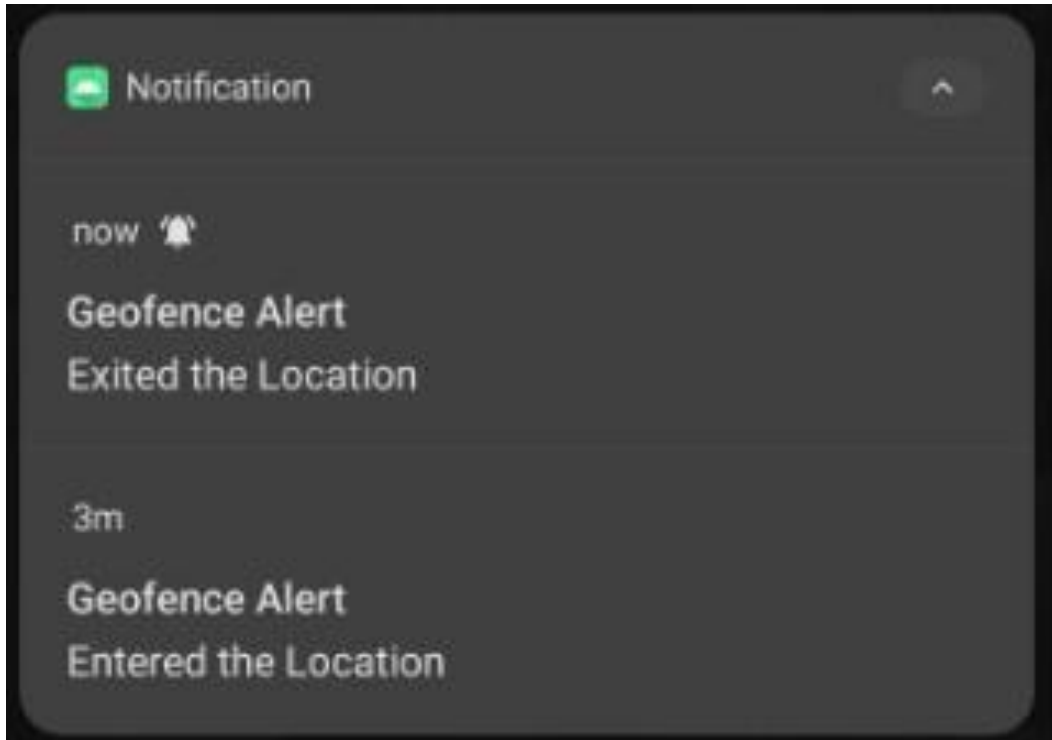 Notification
now
Geofence Alert
Exited the Location
3m
Geofence Alert
Entered the Location